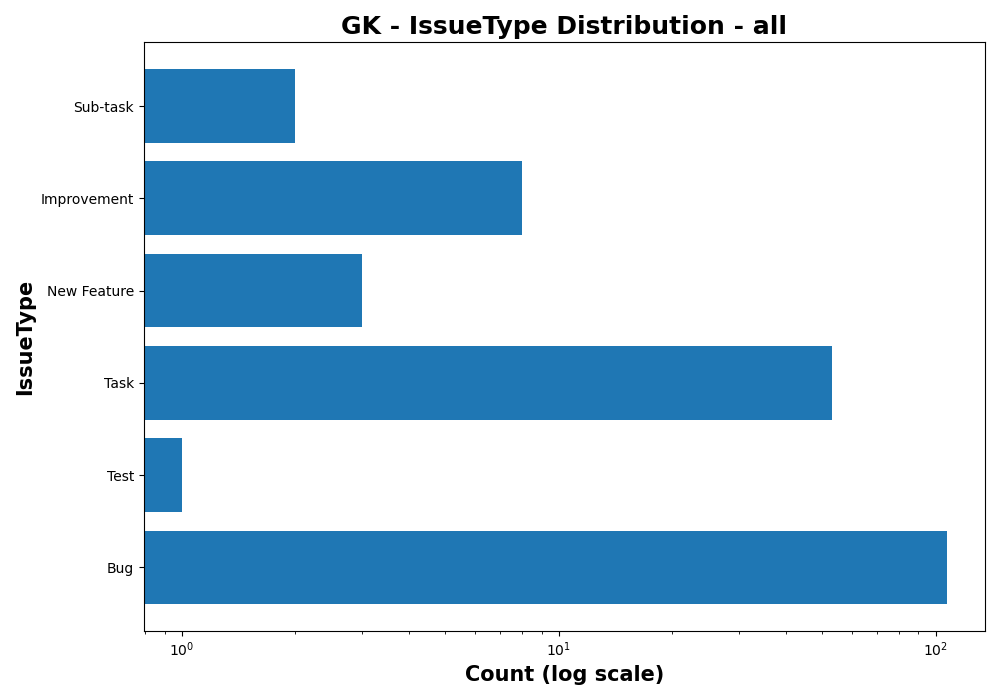 GK - IssueType Distribution - all
IssueType
Sub-task
Improvement
New Feature
Task
Test
Bug
10⁰ 10¹ 10²
Count (log scale)